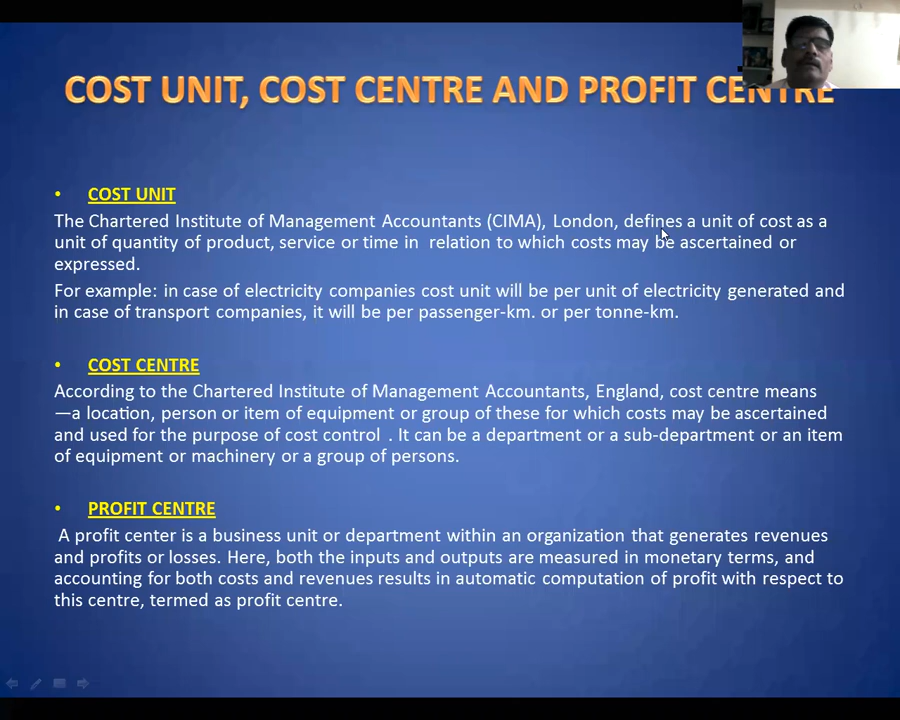 COST UNIT, COST CENTRE AND PROFIT CENTRE
• COST UNIT
The Chartered Institute of Management Accountants (CIMA), London, defines a unit of cost as a
unit of quantity of product, service or time in relation to which costs may be ascertained or
expressed.
For example: in case of electricity companies cost unit will be per unit of electricity generated and
in case of transport companies, it will be per passenger-km. or per tonne-km.
• COST CENTRE
According to the Chartered Institute of Management Accountants, England, cost centre means
—a location, person or item of equipment or group of these for which costs may be ascertained
and used for the purpose of cost control . It can be a department or a sub-department or an item
of equipment or machinery or a group of persons.
• PROFIT CENTRE
A profit center is a business unit or department within an organization that generates revenues
and profits or losses. Here, both the inputs and outputs are measured in monetary terms, and
accounting for both costs and revenues results in automatic computation of profit with respect to
this centre, termed as profit centre.